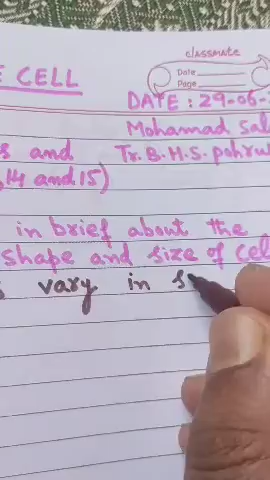 classmate
Date
Page
E CELL
DATE : 29-06-
Mohamad Sal
s and Tr. B.H.S. pohru
,14 and 15)
in brief about the
shape and size of cel
s vary in s